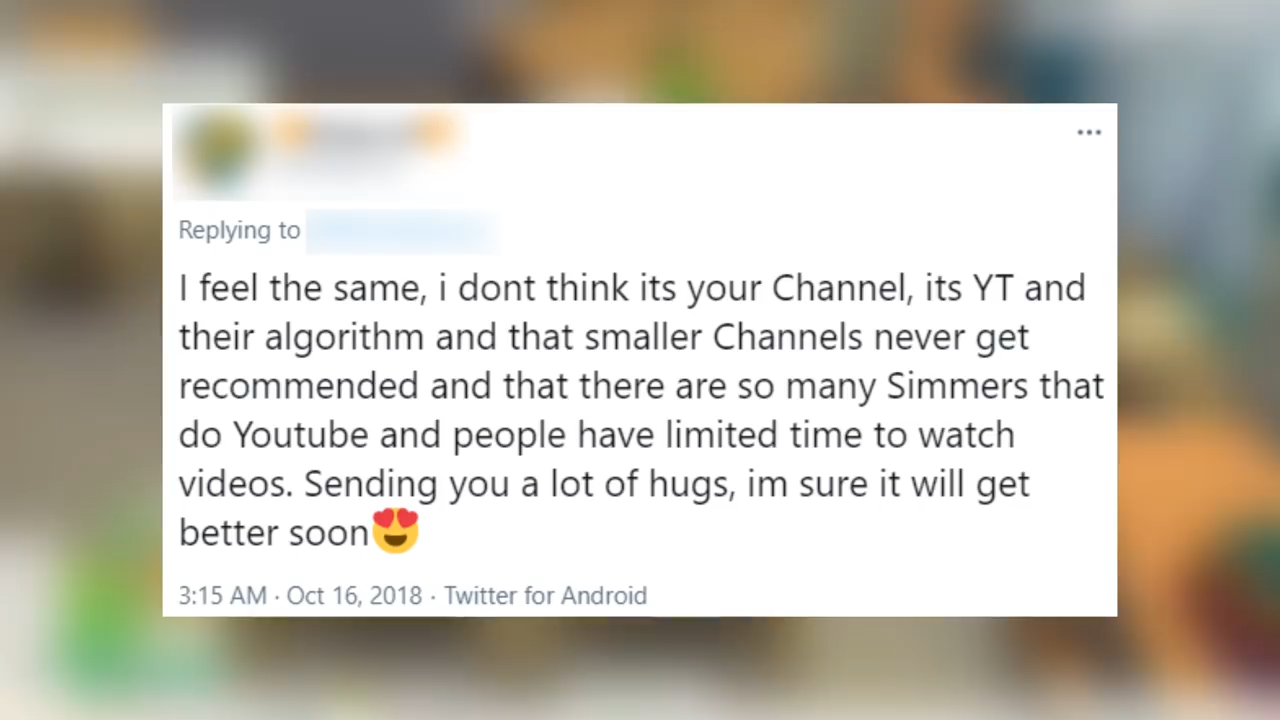 Replying to
I feel the same, i dont think its your Channel, its YT and
their algorithm and that smaller Channels never get
recommended and that there are so many Simmers that
do Youtube and people have limited time to watch
videos. Sending you a lot of hugs, im sure it will get
better soon😍
3:15 AM · Oct 16, 2018 · Twitter for Android